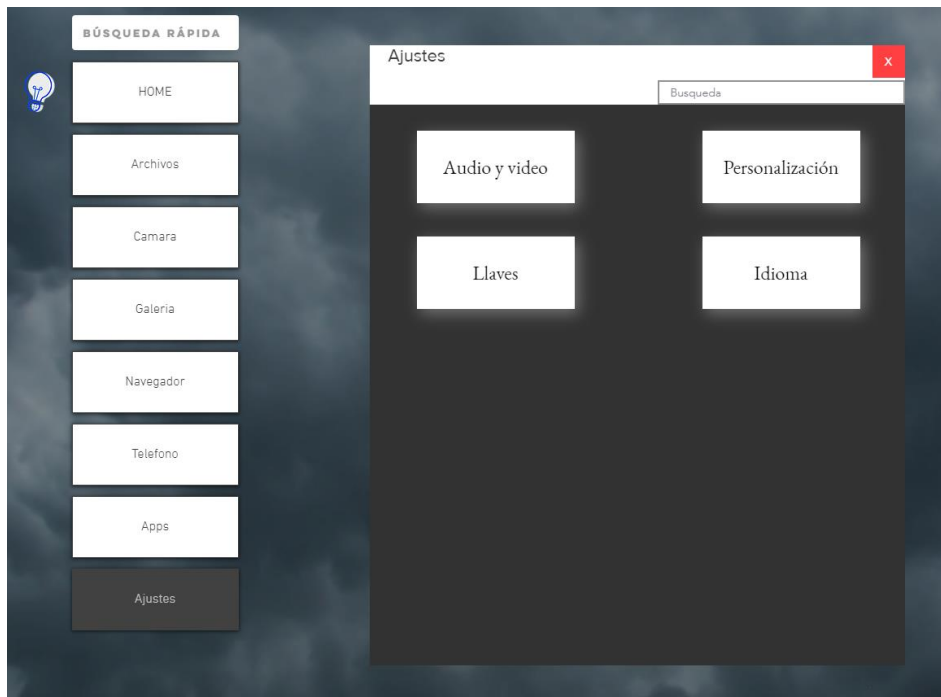 BÚSQUEDA RÁPIDA
HOME
Archivos
Camara
Galeria
Navegador
Telefono
Apps
Ajustes
Ajustes
x
Busqueda
Audio y video
Personalización
Llaves
Idioma